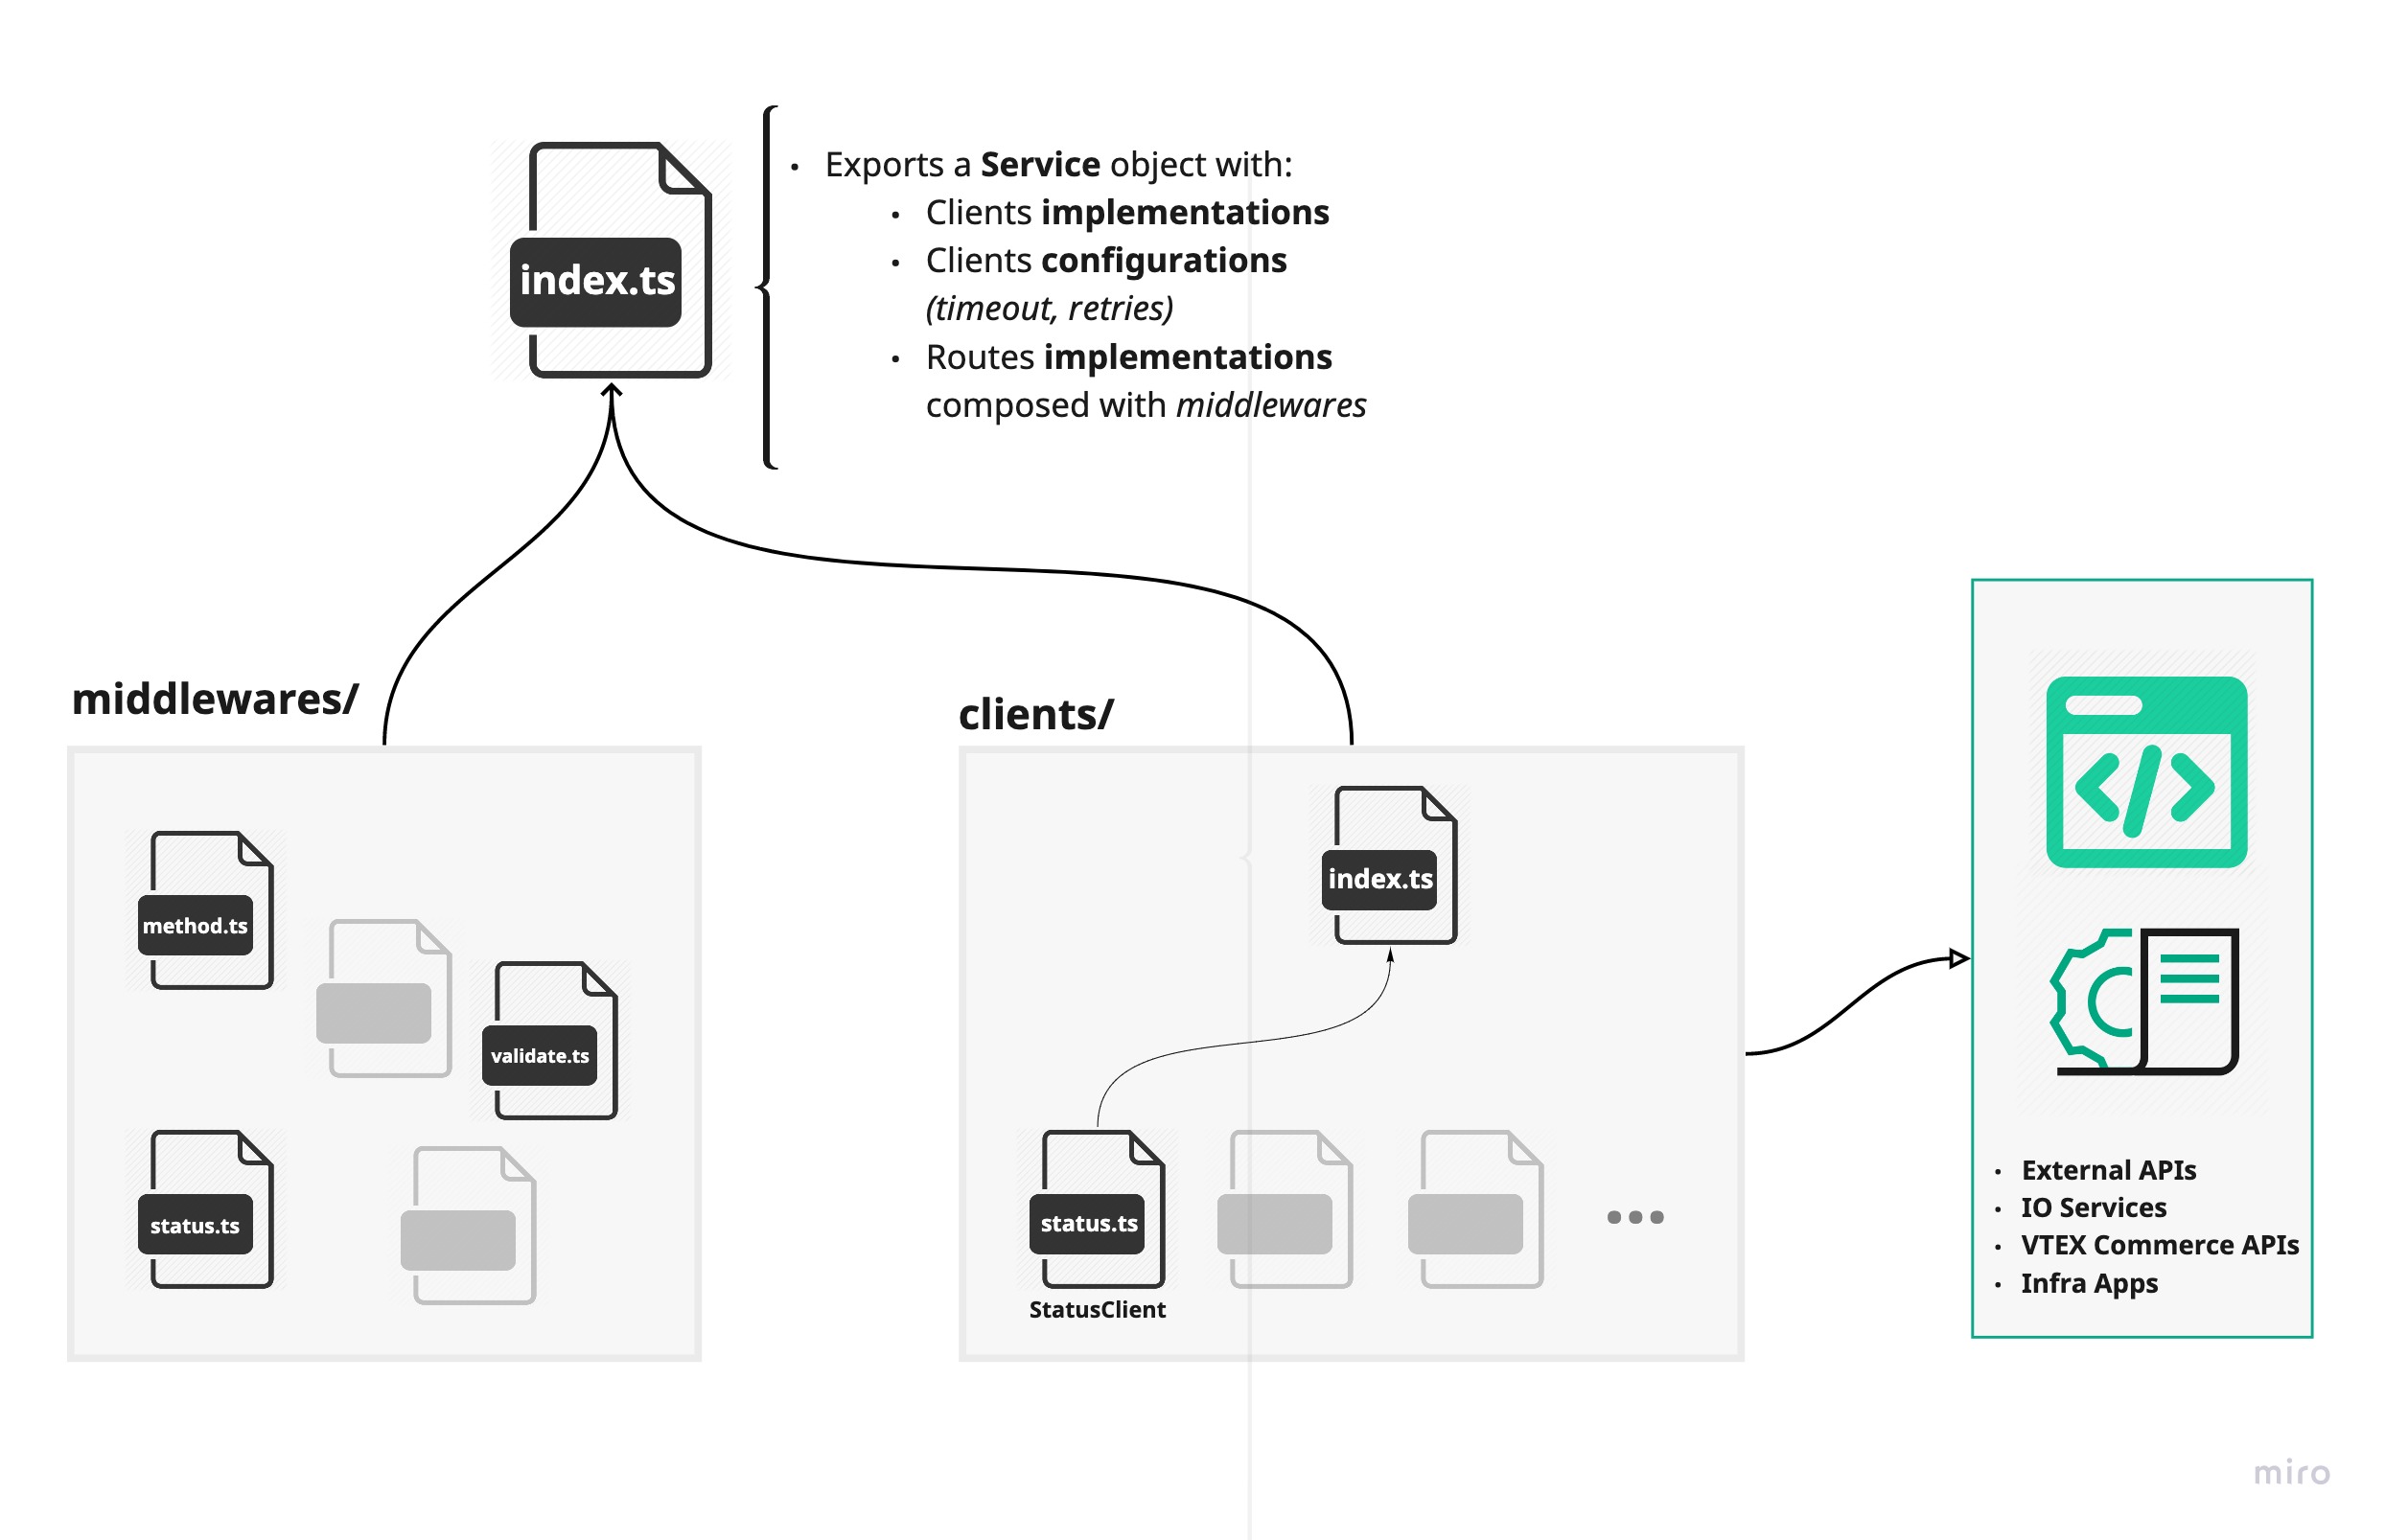 index.ts
• Exports a Service object with:
• Clients implementations
• Clients configurations
(timeout, retries)
• Routes implementations
composed with middlewares
middlewares/
method.ts
validate.ts
status.ts
clients/
index.ts
status.ts
StatusClient
</>
• External APIs
• IO Services
• VTEX Commerce APIs
• Infra Apps
miro